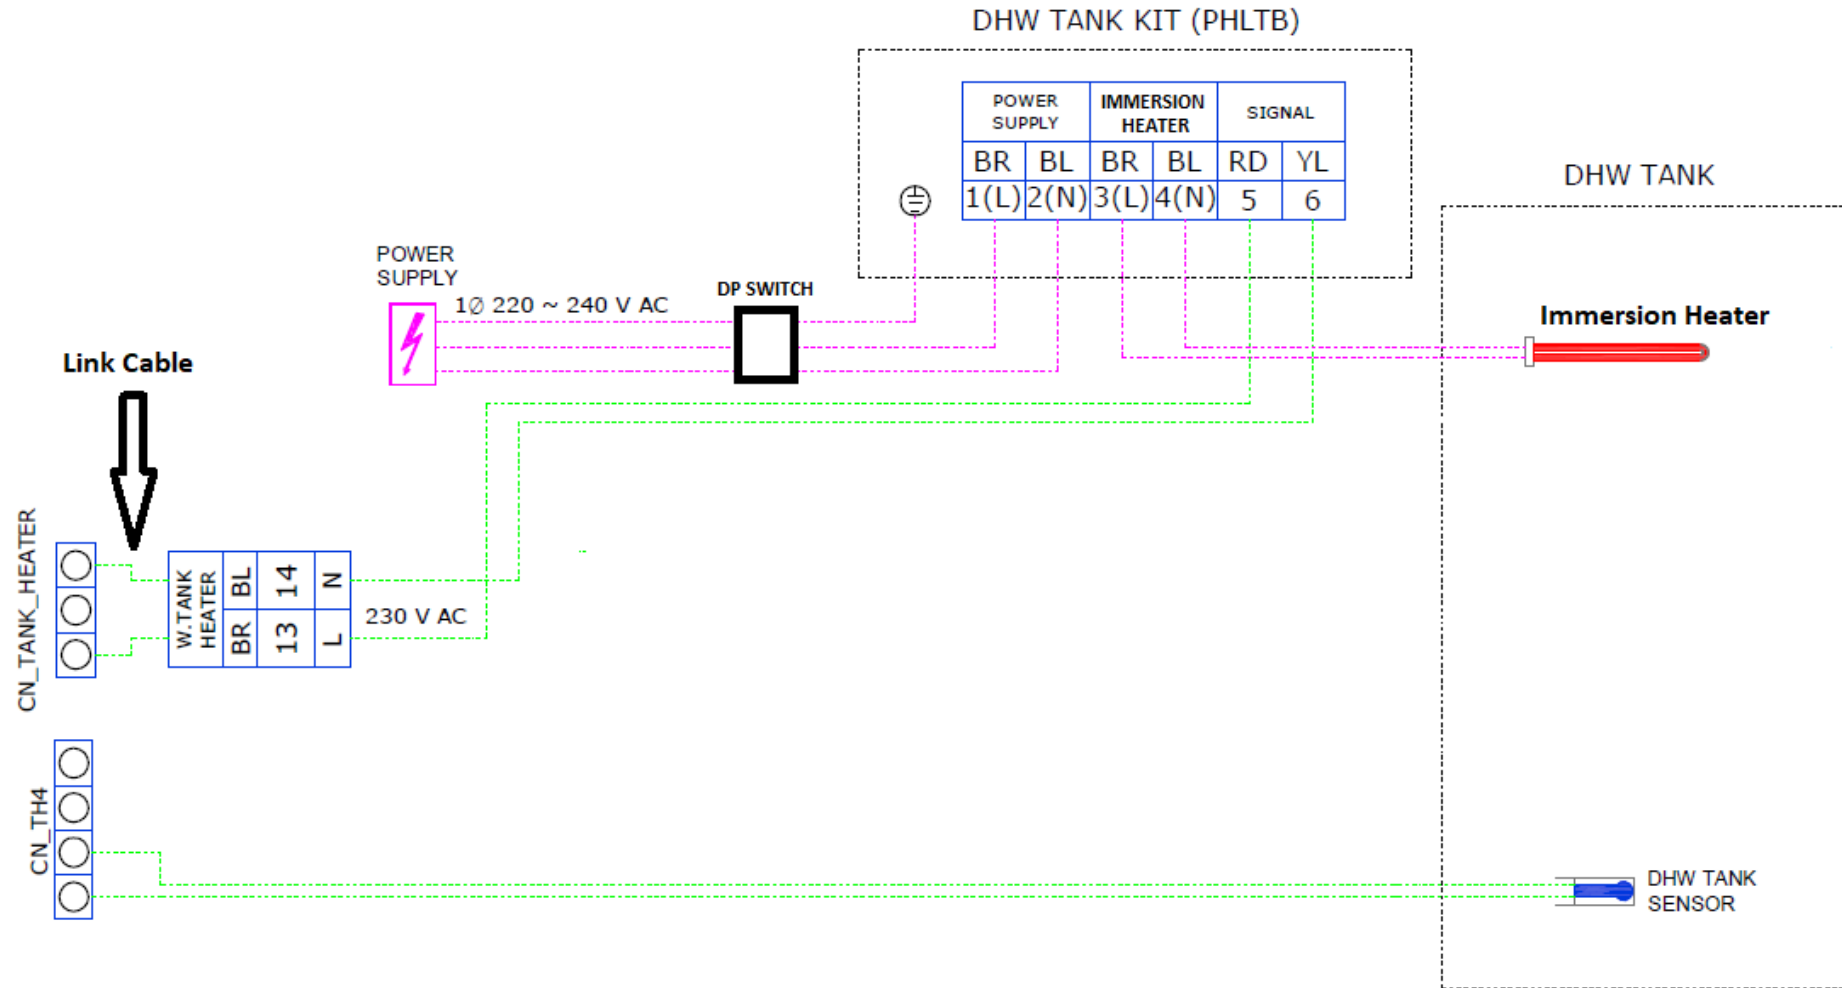 DHW TANK KIT (PHLTB)
POWER
SUPPLY
IMMERSION
HEATER
SIGNAL
BR
BL
BR
BL
RD
YL
1(L)
2(N)
3(L)
4(N)
5
6
DHW TANK
POWER
SUPPLY
1∅ 220 ~ 240 V AC
DP SWITCH
Immersion Heater
Link Cable
CN_TANK_HEATER
W.TANK
HEATER
BL
14
N
BR
13
L
230 V AC
CN_TH4
DHW TANK
SENSOR